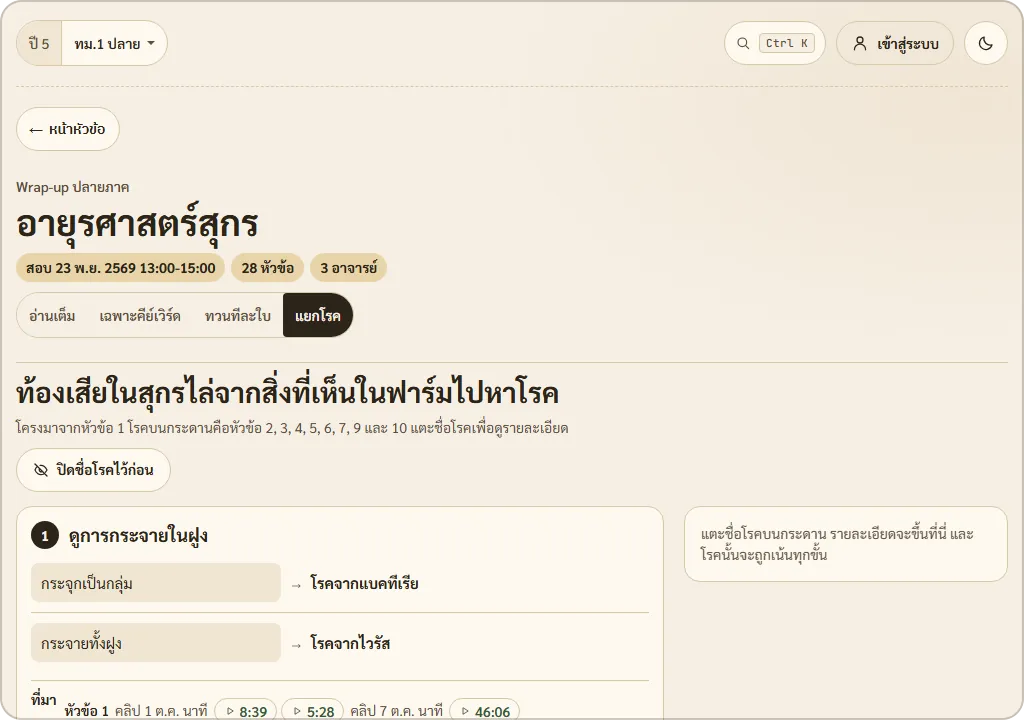 ปี 5 ทม.1 ปลาย Ctrl K เข้าสู่ระบบ
← หน้าหัวข้อ
Wrap-up ปลายภาค
อายุรศาสตร์สุกร
สอบ 23 พ.ย. 2569 13:00-15:00 28 หัวข้อ 3 อาจารย์
อ่านเต็ม เฉพาะคีย์เวิร์ด ทวนทีละใบ แยกโรค
ท้องเสียในสุกรไล่จากสิ่งที่เห็นในฟาร์มไปหาโรค
โครงมาจากหัวข้อ 1 โรคบนกระดานคือหัวข้อ 2, 3, 4, 5, 6, 7, 9 และ 10 แตะชื่อโรคเพื่อดูรายละเอียด
ปิดชื่อโรคไว้ก่อน
1 ดูการกระจายในฝูง
กระจุกเป็นกลุ่ม → โรคจากแบคทีเรีย
กระจายทั้งฝูง → โรคจากไวรัส
ที่มา หัวข้อ 1 คลิป 1 ต.ค. นาที 8:39 5:28 คลิป 7 ต.ค. นาที 46:06
แตะชื่อโรคบนกระดาน รายละเอียดจะขึ้นที่นี่ และ
โรคนั้นจะถูกเน้นทุกขั้น